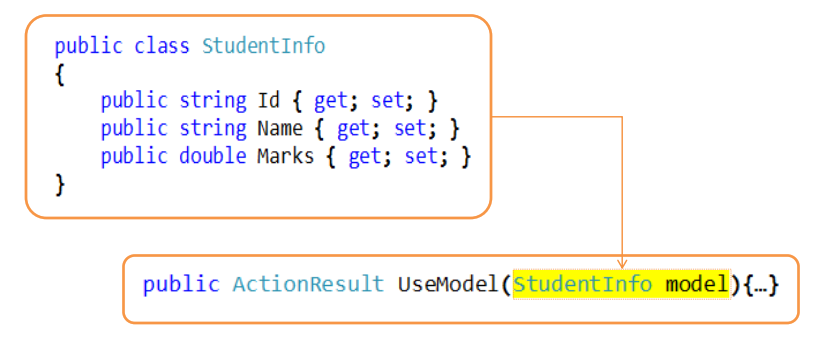 public class StudentInfo
{
public string Id { get; set; }
public string Name { get; set; }
public double Marks { get; set; }
}
public ActionResult UseModel(StudentInfo model){…}